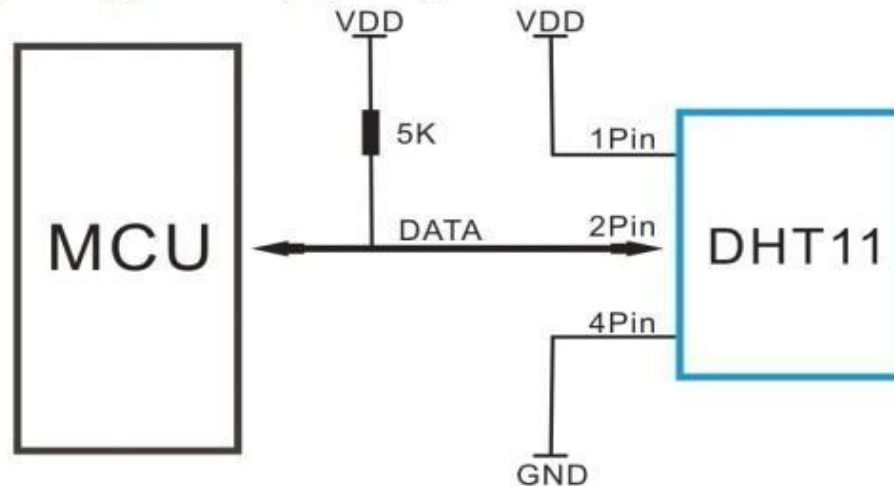 VDD VDD
5K
1Pin
MCU
DATA
2Pin
DHT11
4Pin
GND